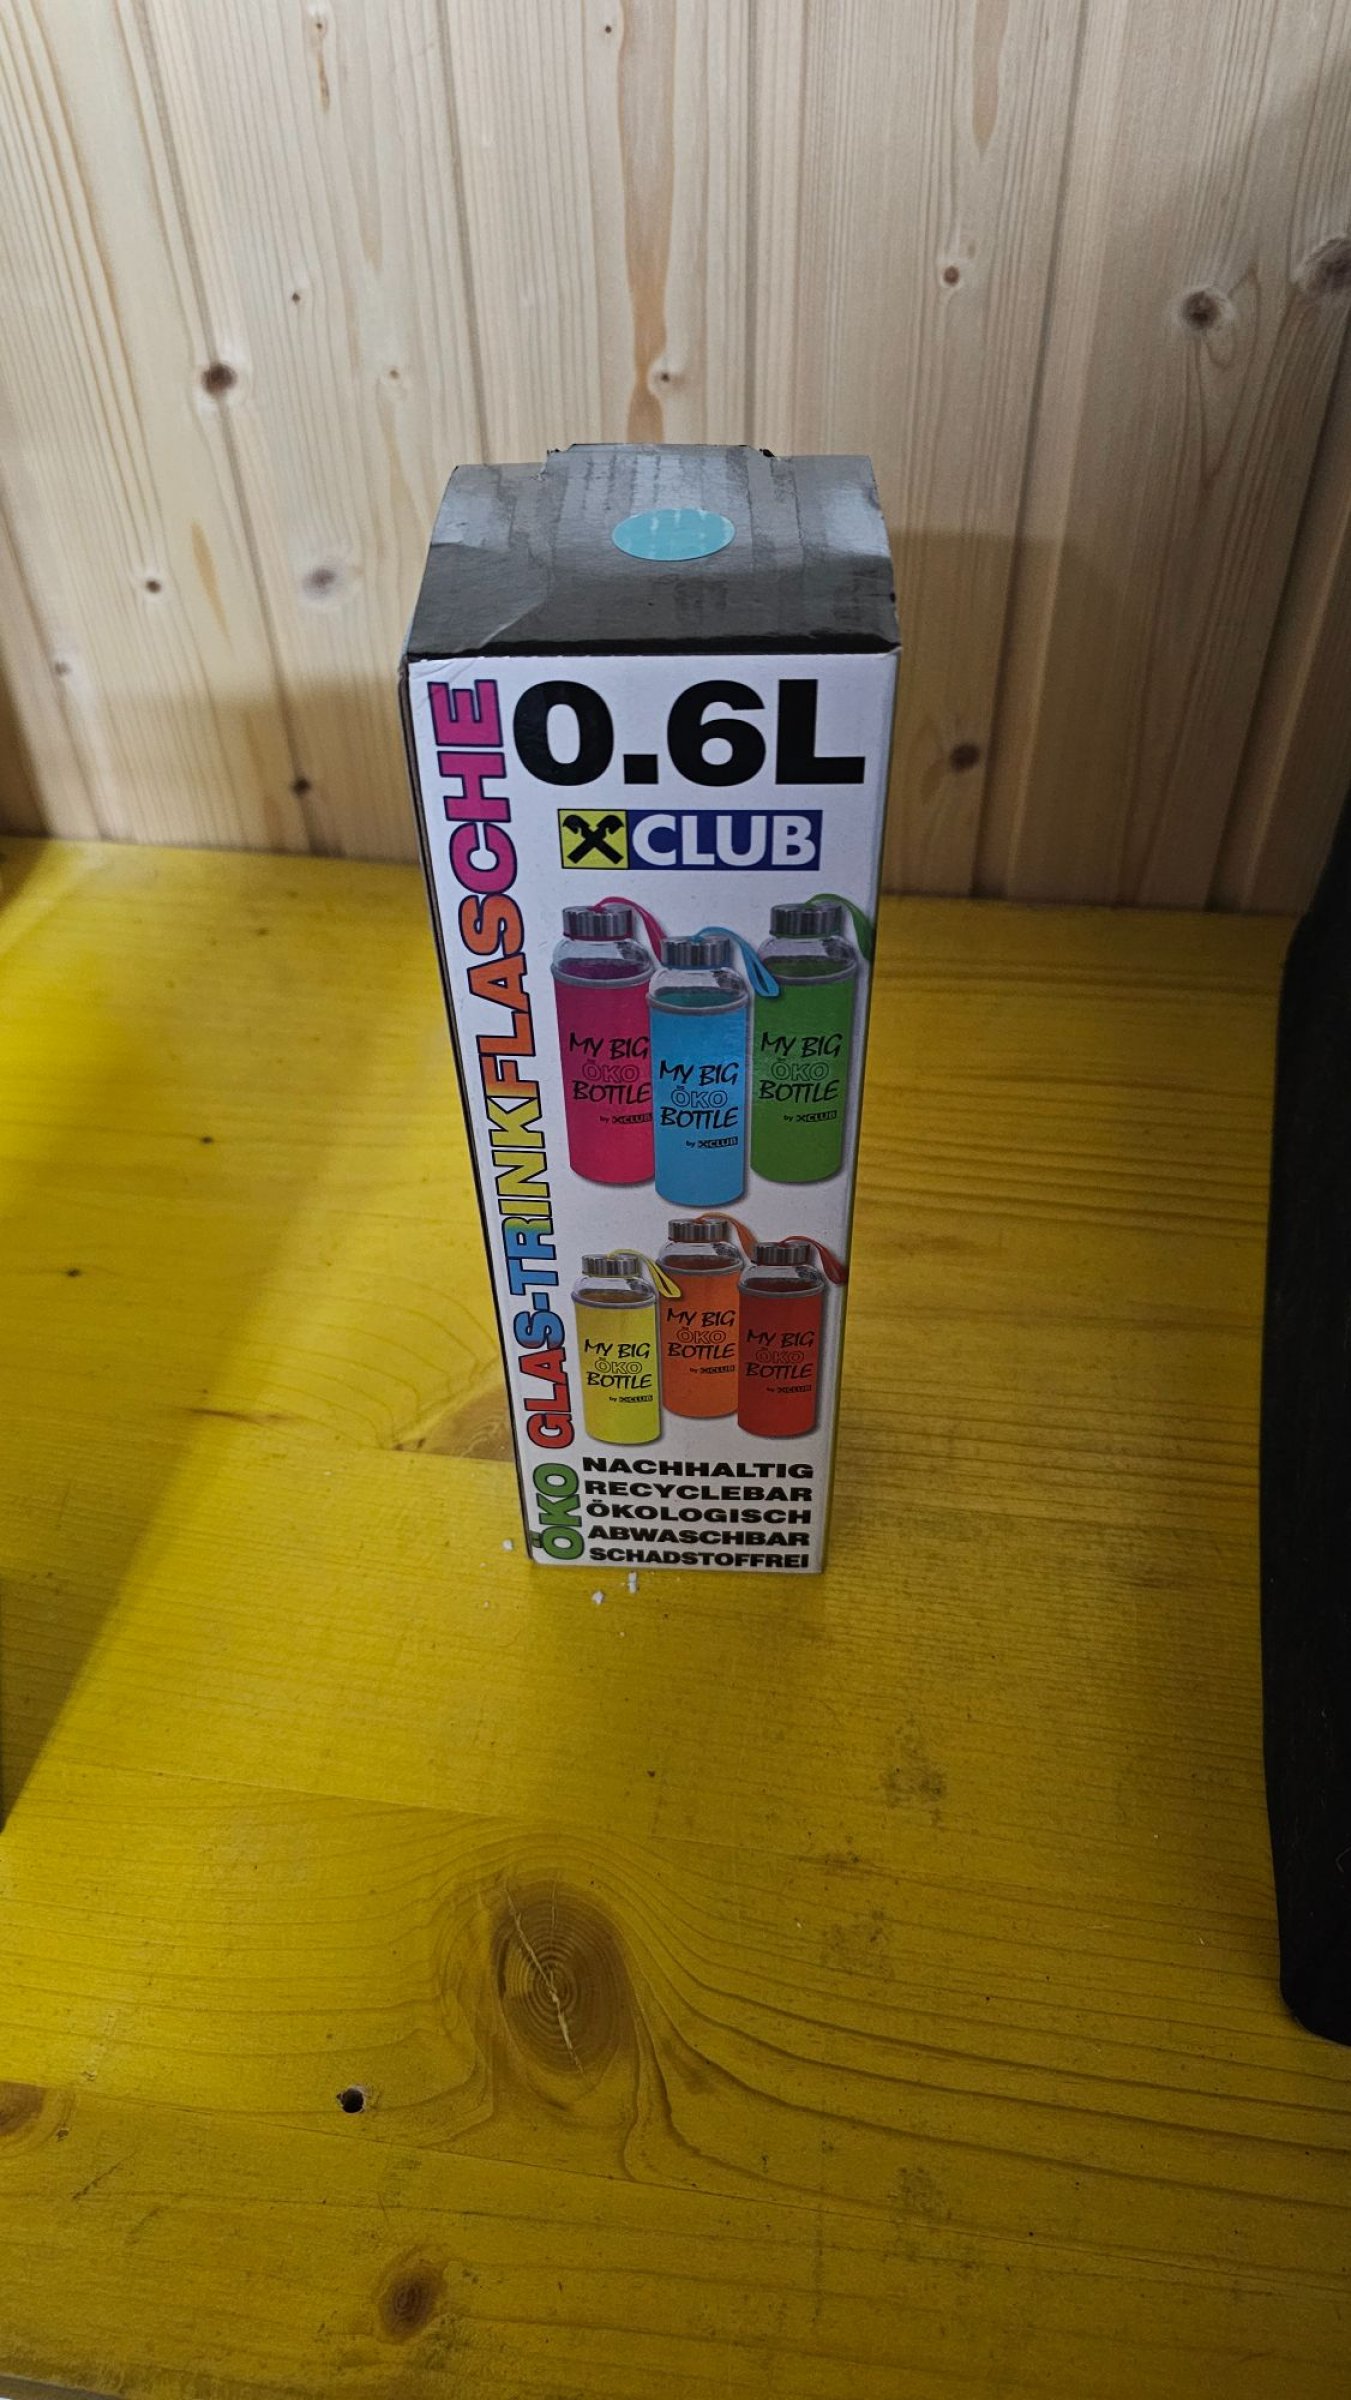 0.6L
CLUB
ÖKO GLAS-TRINKFLASCHE
MY BIG
ÖKO
BOTTLE
by CLUB
MY BIG
ÖKO
BOTTLE
by CLUB
MY BIG
ÖKO
BOTTLE
by CLUB
MY BIG
ÖKO
BOTTLE
by CLUB
MY BIG
ÖKO
BOTTLE
by CLUB
MY BIG
ÖKO
BOTTLE
by CLUB
NACHHALTIG
RECYCLEBAR
ÖKOLOGISCH
ABWASCHBAR
SCHADSTOFFREI